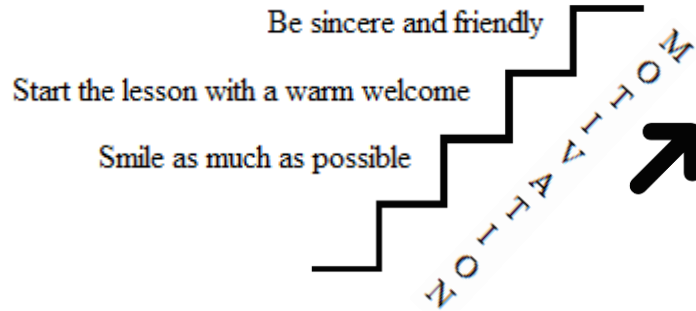 Be sincere and friendly
Start the lesson with a warm welcome
Smile as much as possible
MOTIVATION